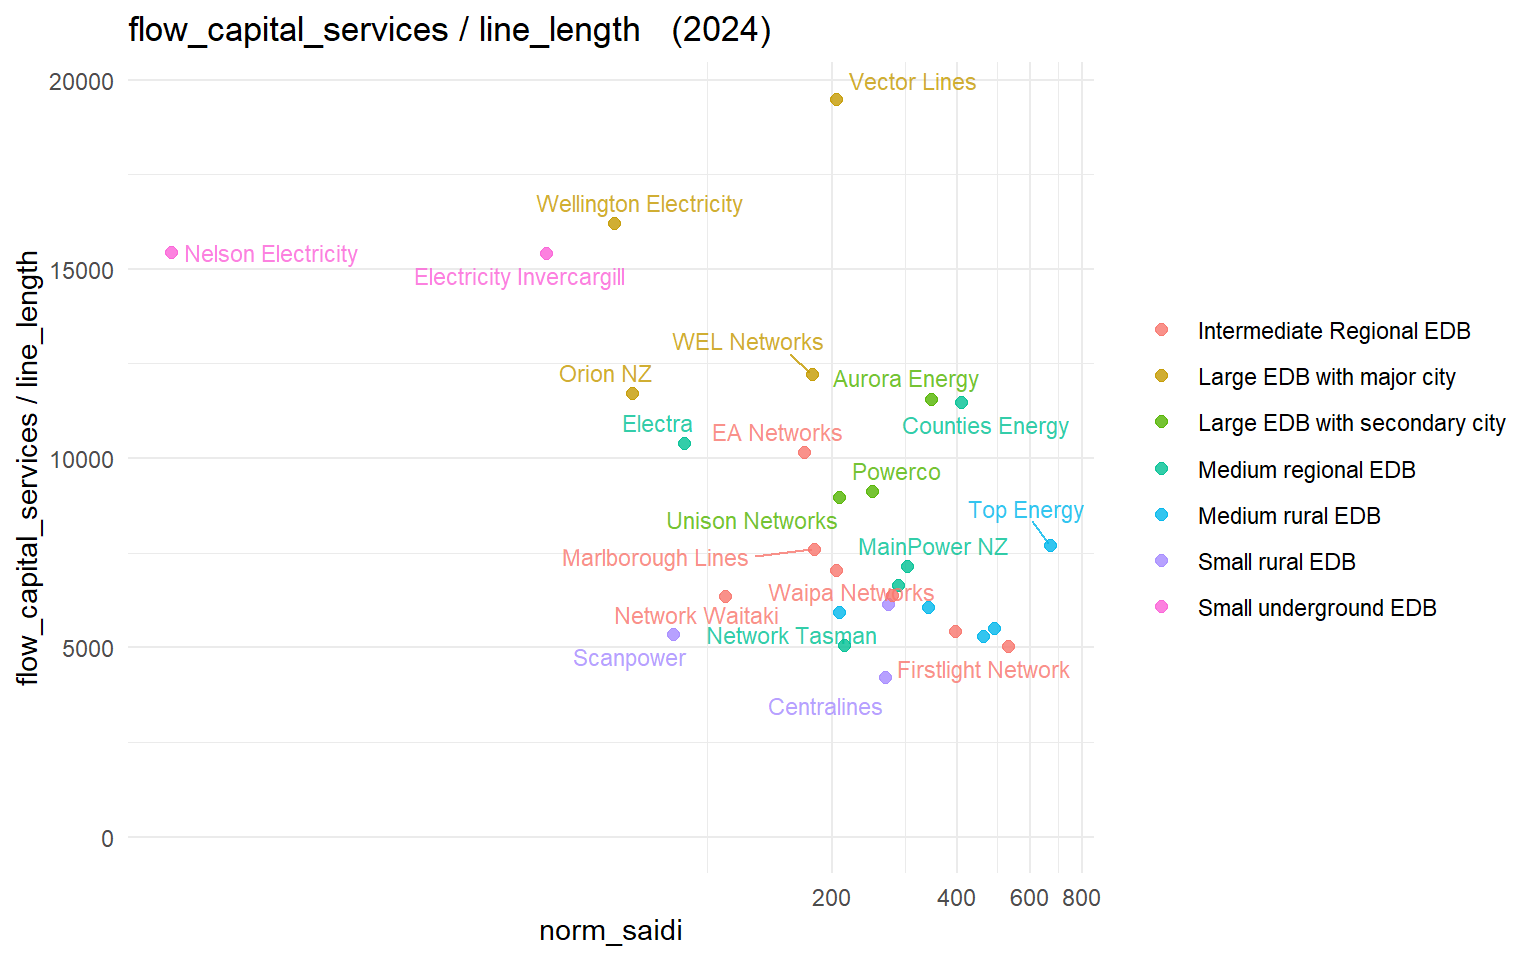 flow_capital_services / line_length (2024)
flow_capital_services / line_length
20000
15000
10000
5000
0
Vector Lines
Wellington Electricity
Nelson Electricity
Electricity Invercargill
WEL Networks
Orion NZ
Aurora Energy
Electra
EA Networks
Counties Energy
Powerco
Unison Networks
Top Energy
Marlborough Lines
MainPower NZ
Waipa Networks
Network Waitaki
Network Tasman
Scanpower
Firstlight Network
Centralines
200
400
600
800
norm_saidi
Intermediate Regional EDB
Large EDB with major city
Large EDB with secondary city
Medium regional EDB
Medium rural EDB
Small rural EDB
Small underground EDB